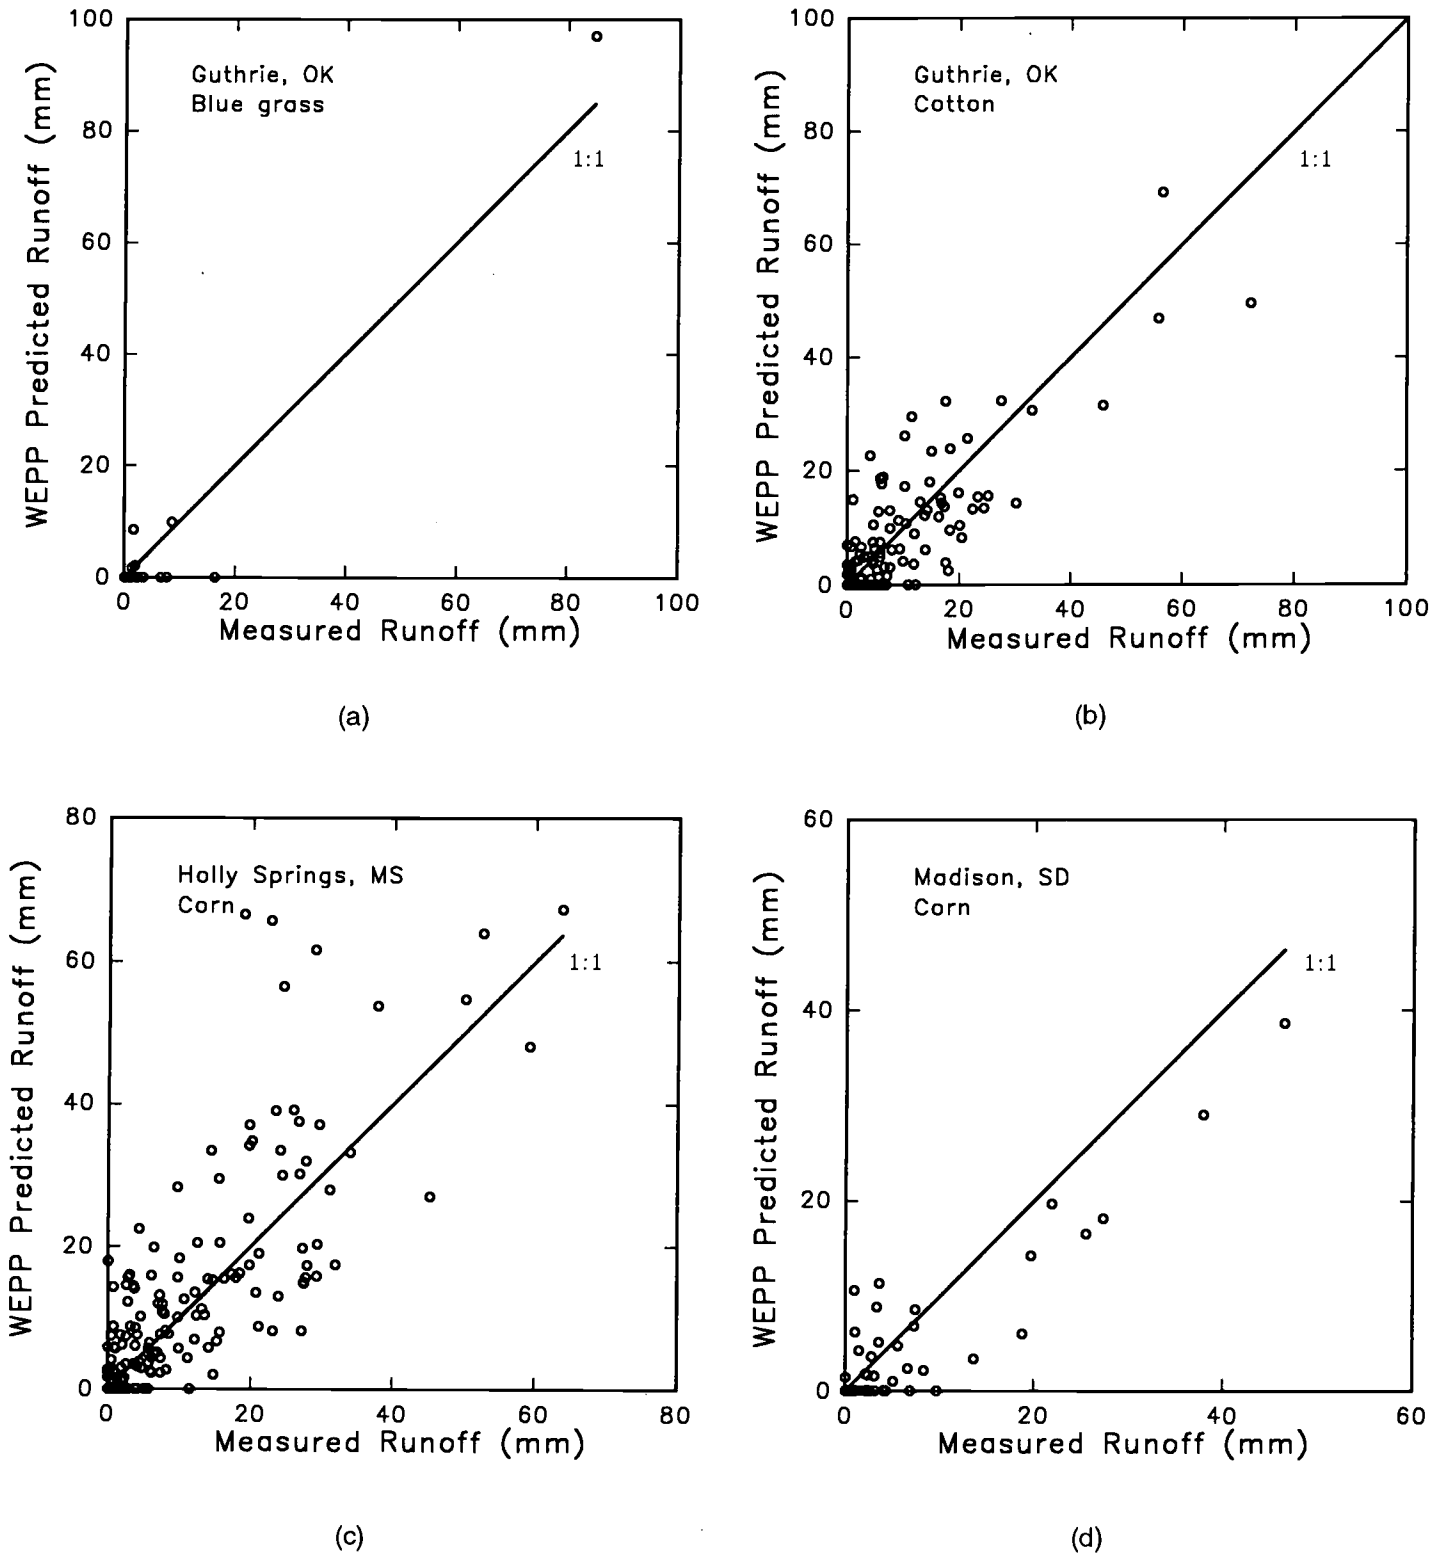 100
80
60
40
20
0
WEPP Predicted Runoff (mm)
Guthrie, OK
Blue grass
1:1
0 20 40 60 80 100
Measured Runoff (mm)
(a)
100
80
60
40
20
0
WEPP Predicted Runoff (mm)
Guthrie, OK
Cotton
1:1
0 20 40 60 80 100
Measured Runoff (mm)
(b)
80
60
40
20
0
WEPP Predicted Runoff (mm)
Holly Springs, MS
Corn
1:1
0 20 40 60 80
Measured Runoff (mm)
(c)
60
40
20
0
WEPP Predicted Runoff (mm)
Madison, SD
Corn
1:1
0 20 40 60
Measured Runoff (mm)
(d)